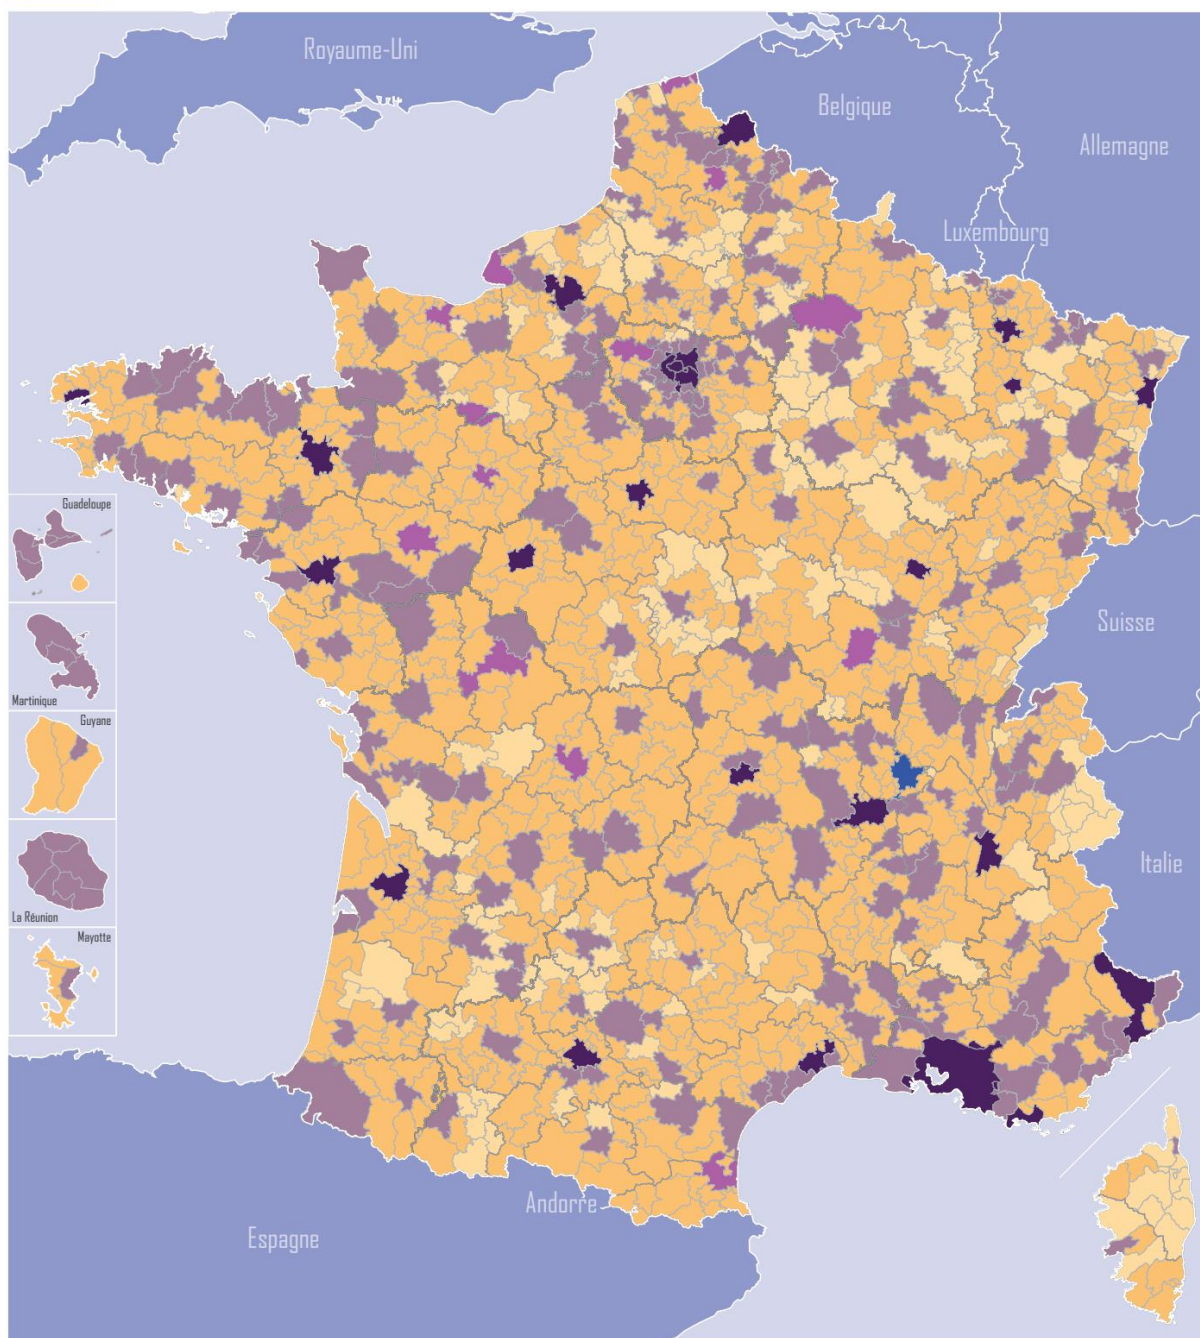 Royaume-Uni
Belgique
Allemagne
Luxembourg
Guadeloupe
Martinique
Guyane
La Réunion
Mayotte
Suisse
Italie
Andorre
Espagne